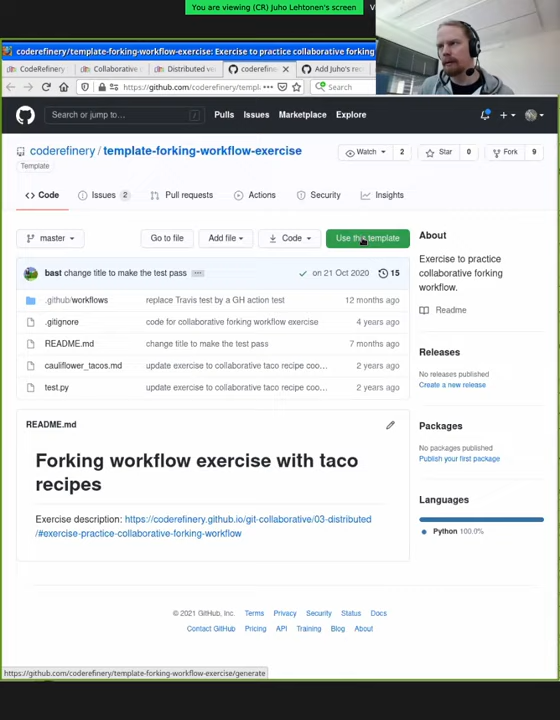 You are viewing (CR) Juho Lehtonen's screen
coderefinery/template-forking-workflow-exercise: Exercise to practice collaborative forking
CodeRefinery
Collaborative
Distributed ve
coderefine
Add Juho's rec
https://github.com/coderefinery/templ
Search
Search or jump to…
/
Pulls
Issues
Marketplace
Explore
coderefinery / template-forking-workflow-exercise
Watch
2
Star
0
Fork
9
Template
Code
Issues 2
Pull requests
Actions
Security
Insights
master
Go to file
Add file
Code
Use this template
About
Exercise to practice
collaborative forking
workflow.
Readme
bast change title to make the test pass
on 21 Oct 2020
15
.github/workflows
replace Travis test by a GH action test
12 months ago
.gitignore
code for collaborative forking workflow exercise
4 years ago
README.md
change title to make the test pass
7 months ago
cauliflower_tacos.md
update exercise to collaborative taco recipe coo…
2 years ago
test.py
update exercise to collaborative taco recipe coo…
2 years ago
Releases
No releases published
Create a new release
Packages
No packages published
Publish your first package
Languages
Python 100.0%
README.md
Forking workflow exercise with taco
recipes
Exercise description: https://coderefinery.github.io/git-collaborative/03-distributed
/#exercise-practice-collaborative-forking-workflow
© 2021 GitHub, Inc.
Terms
Privacy
Security
Status
Docs
Contact GitHub
Pricing
API
Training
Blog
About
https://github.com/coderefinery/template-forking-workflow-exercise/generate